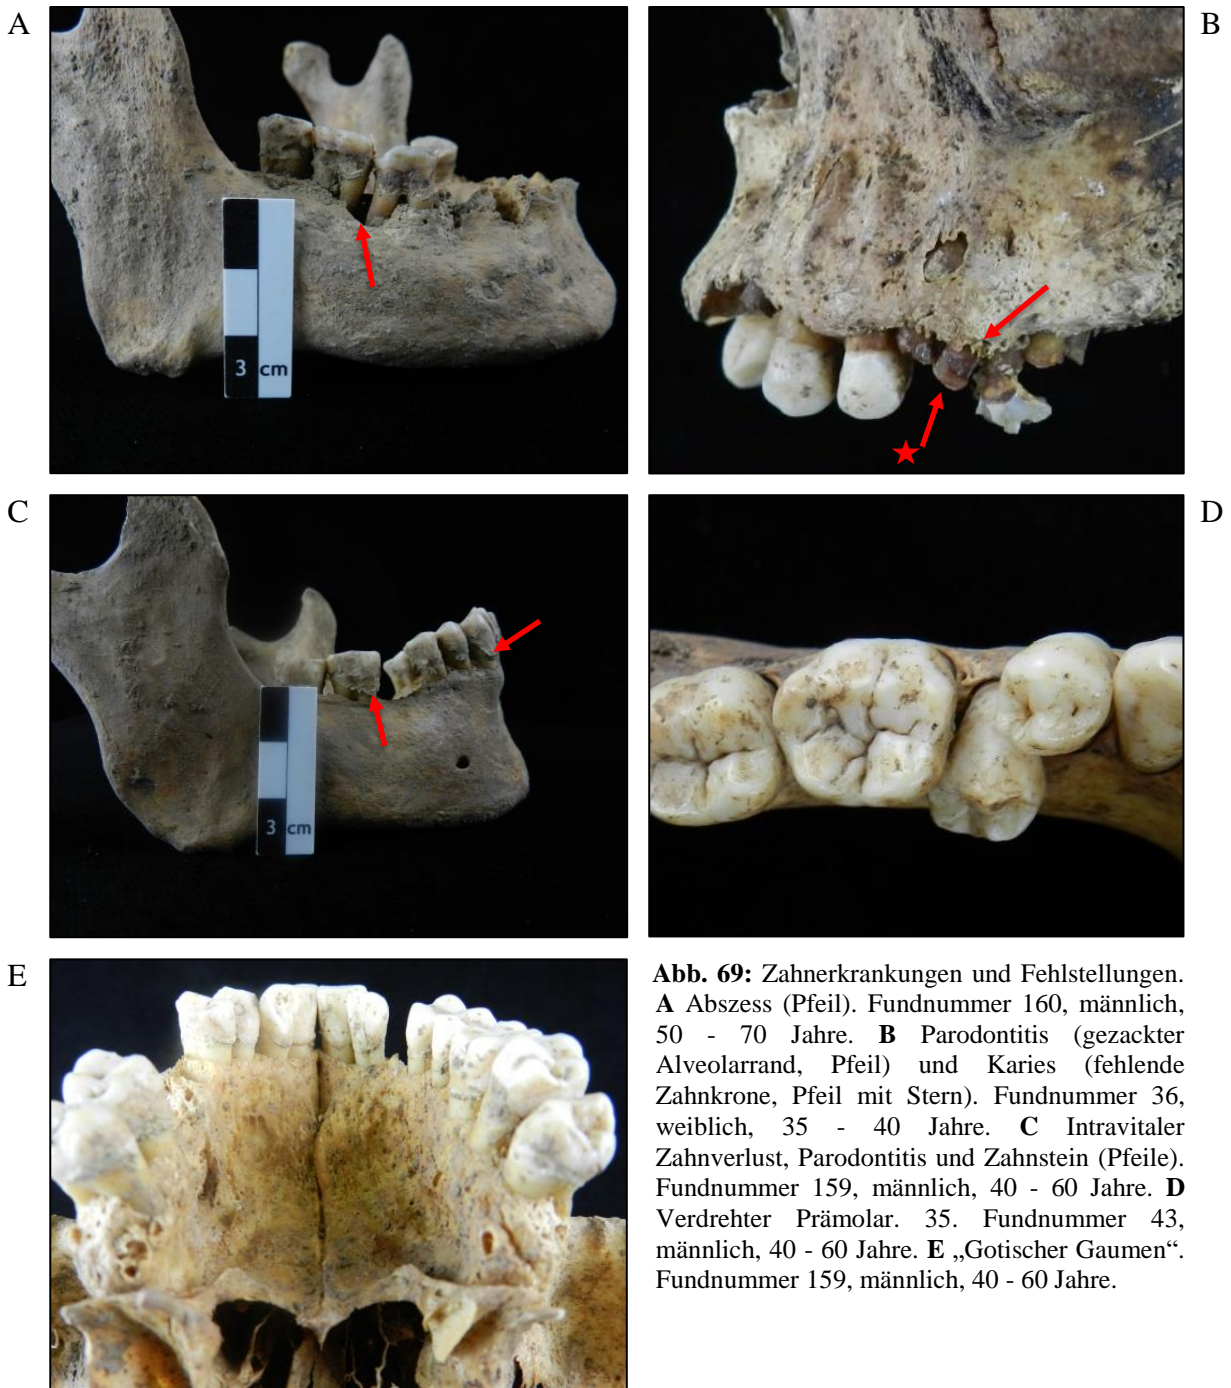 A
B
3 cm
C
D
3 cm
E
Abb. 69: Zahnerkrankungen und Fehlstellungen.
A Abszess (Pfeil). Fundnummer 160, männlich,
50 - 70 Jahre. B Parodontitis (gezackter
Alveolarrand, Pfeil) und Karies (fehlende
Zahnkrone, Pfeil mit Stern). Fundnummer 36,
weiblich, 35 - 40 Jahre. C Intravitaler
Zahnverlust, Parodontitis und Zahnstein (Pfeile).
Fundnummer 159, männlich, 40 - 60 Jahre. D
Verdrehter Prämolar. 35. Fundnummer 43,
männlich, 40 - 60 Jahre. E „Gotischer Gaumen“.
Fundnummer 159, männlich, 40 - 60 Jahre.